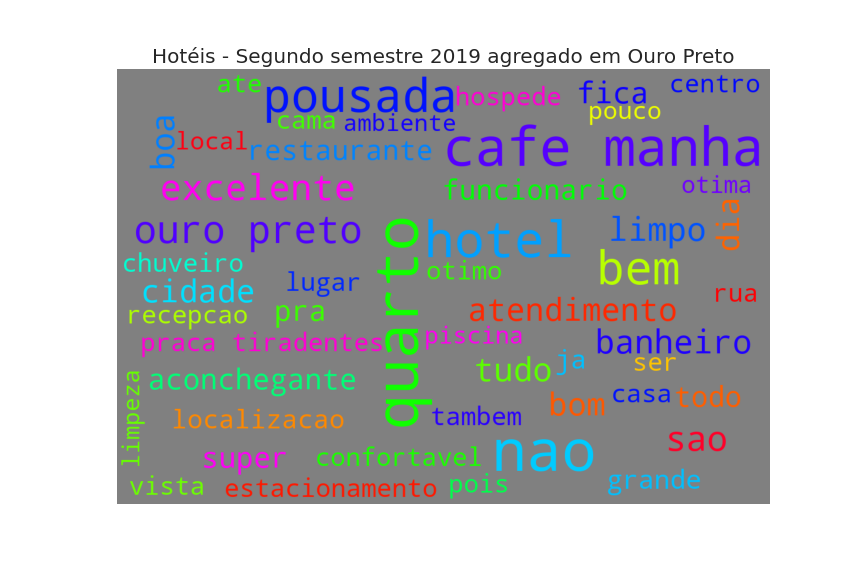 Hotéis - Segundo semestre 2019 agregado em Ouro Preto
ate
pousada
hospede
fica
centro
pouco
cama
ambiente
boa
local
restaurante
cafe manha
excelente
funcionario
otima
dia
ouro preto
quarto
hotel
limpo
chuveiro
otimo
bem
cidade
lugar
rua
recepcao
pra
atendimento
praca tiradentes
piscina
banheiro
tudo
ja
ser
aconchegante
limpeza
bom
casa
todo
localizacao
tambem
nao
sao
super
confortavel
vista
estacionamento
pois
grande